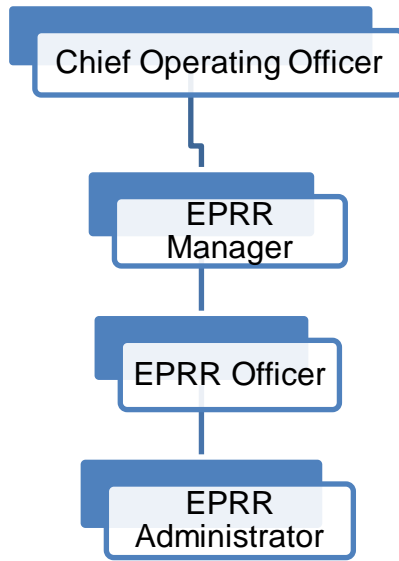 Chief Operating Officer
EPRR
Manager
EPRR Officer
EPRR
Administrator